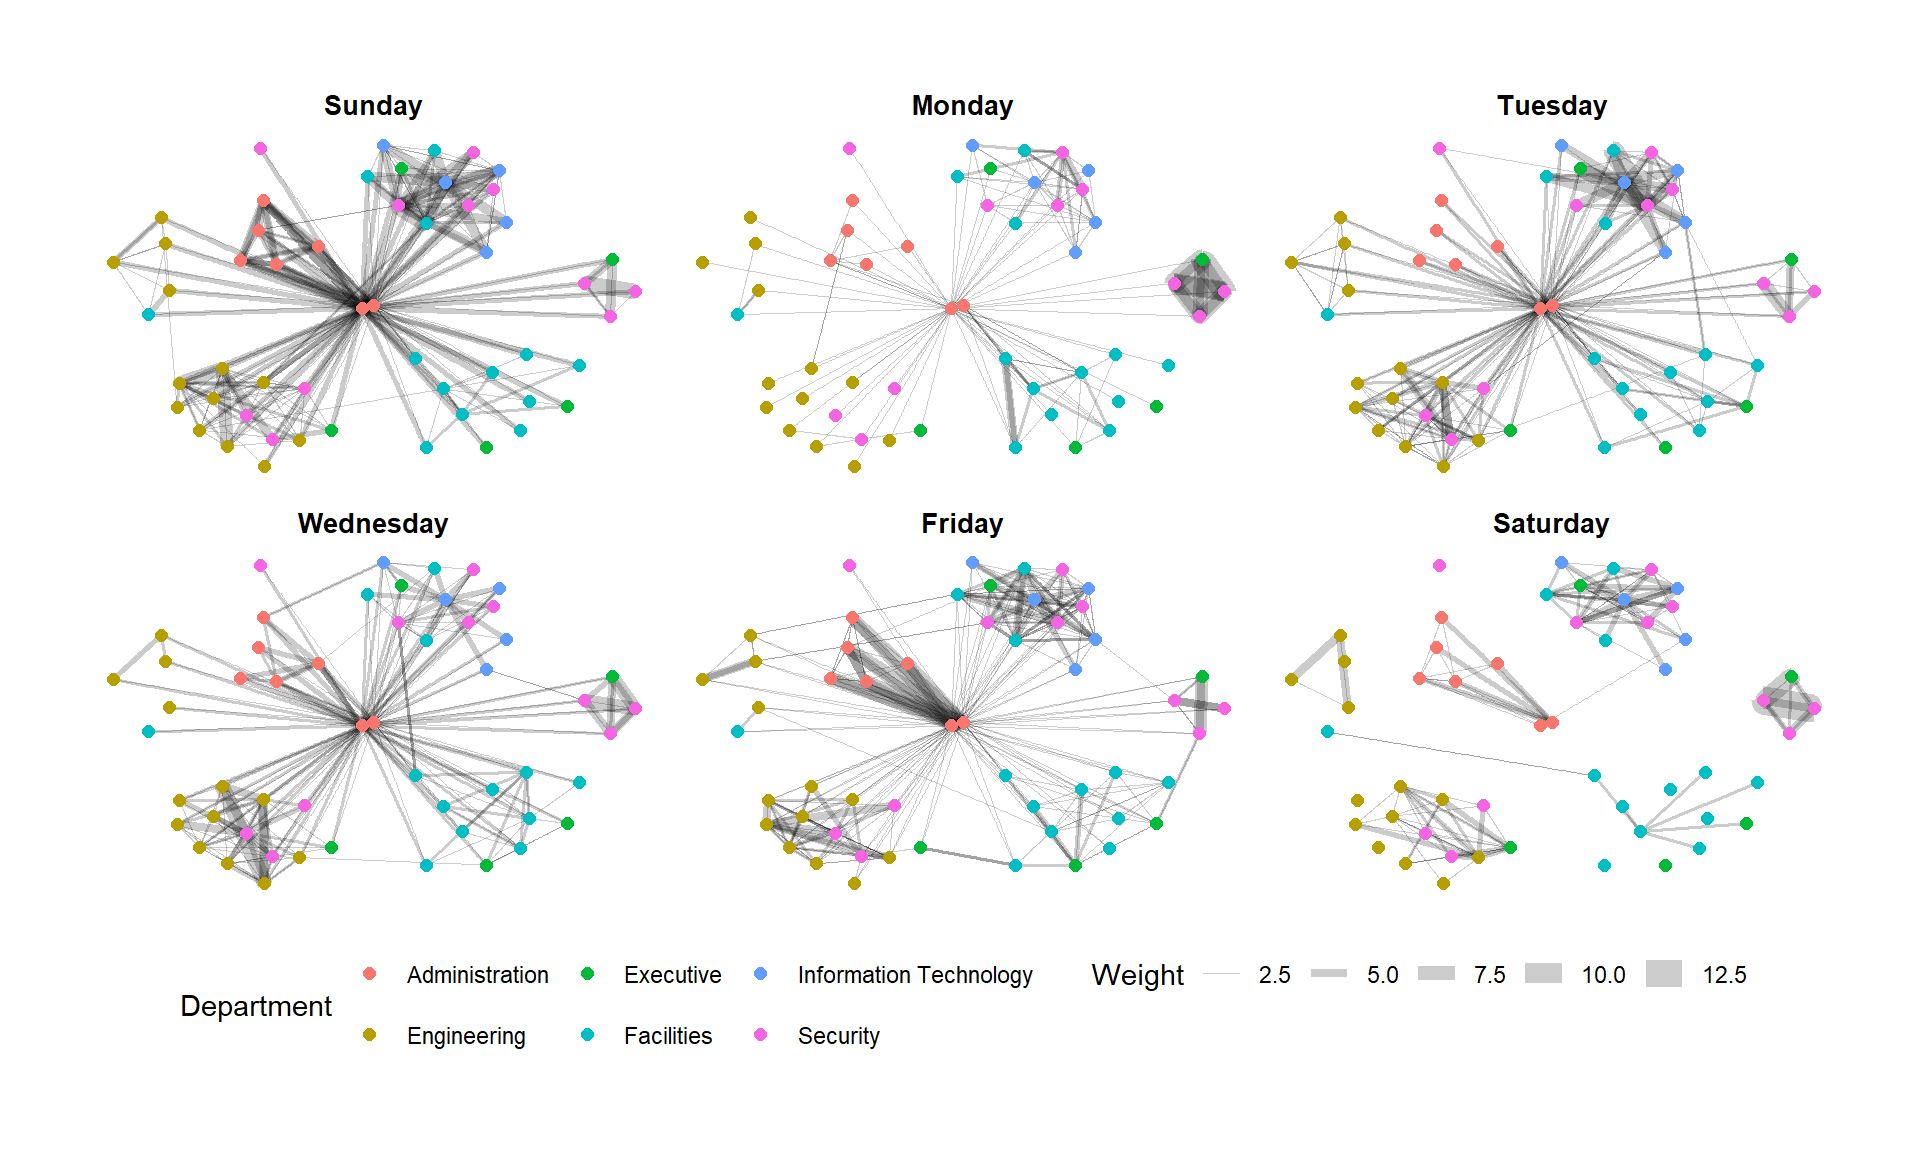 Sunday
Monday
Tuesday
Wednesday
Friday
Saturday
Department
Administration
Executive
Information Technology
Engineering
Facilities
Security
Weight
2.5
5.0
7.5
10.0
12.5